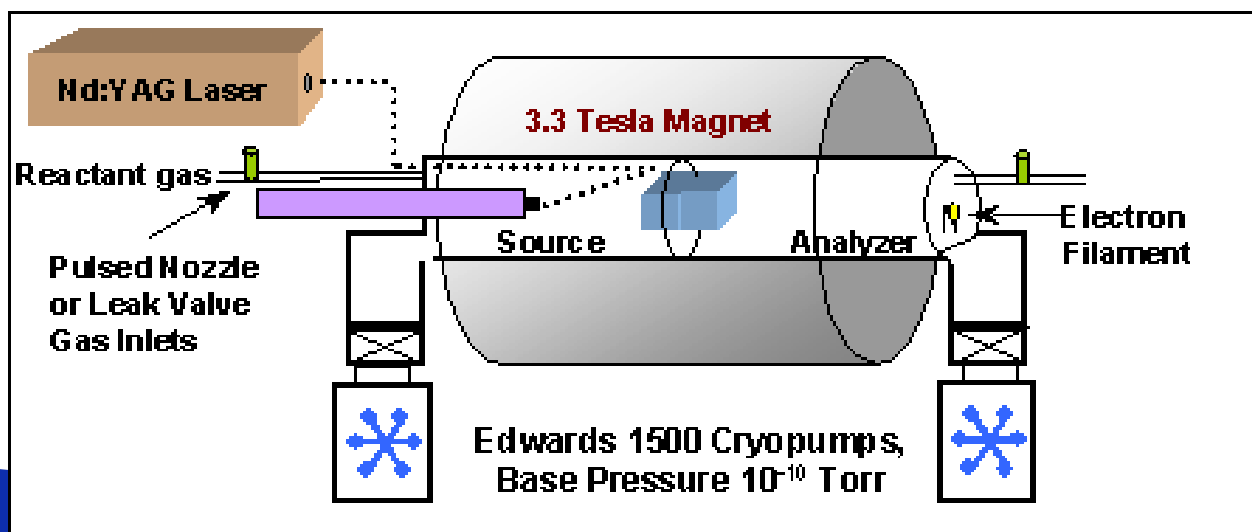 Nd:YAG Laser
3.3 Tesla Magnet
Reactant gas
Source
Analyzer
Electron
Filament
Pulsed Nozzle
or Leak Valve
Gas Inlets
Edwards 1500 Cryopumps,
Base Pressure 10⁻¹⁰ Torr